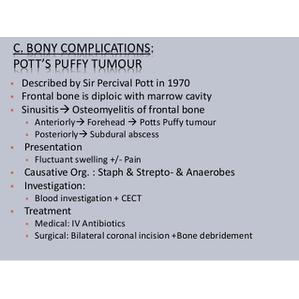 C. BONY COMPLICATIONS:
POTT'S PUFFY TUMOUR
Described by Sir Percival Pott in 1970
Frontal bone is diploic with marrow cavity
Sinusitis→ Osteomyelitis of frontal bone
Anteriorly→ Forehead → Potts Puffy tumour
Posteriorly→ Subdural abscess
Presentation
Fluctuant swelling +/- Pain
Causative Org. : Staph & Strepto- & Anaerobes
Investigation:
Blood investigation + CECT
Treatment
Medical: IV Antibiotics
Surgical: Bilateral coronal incision +Bone debridement